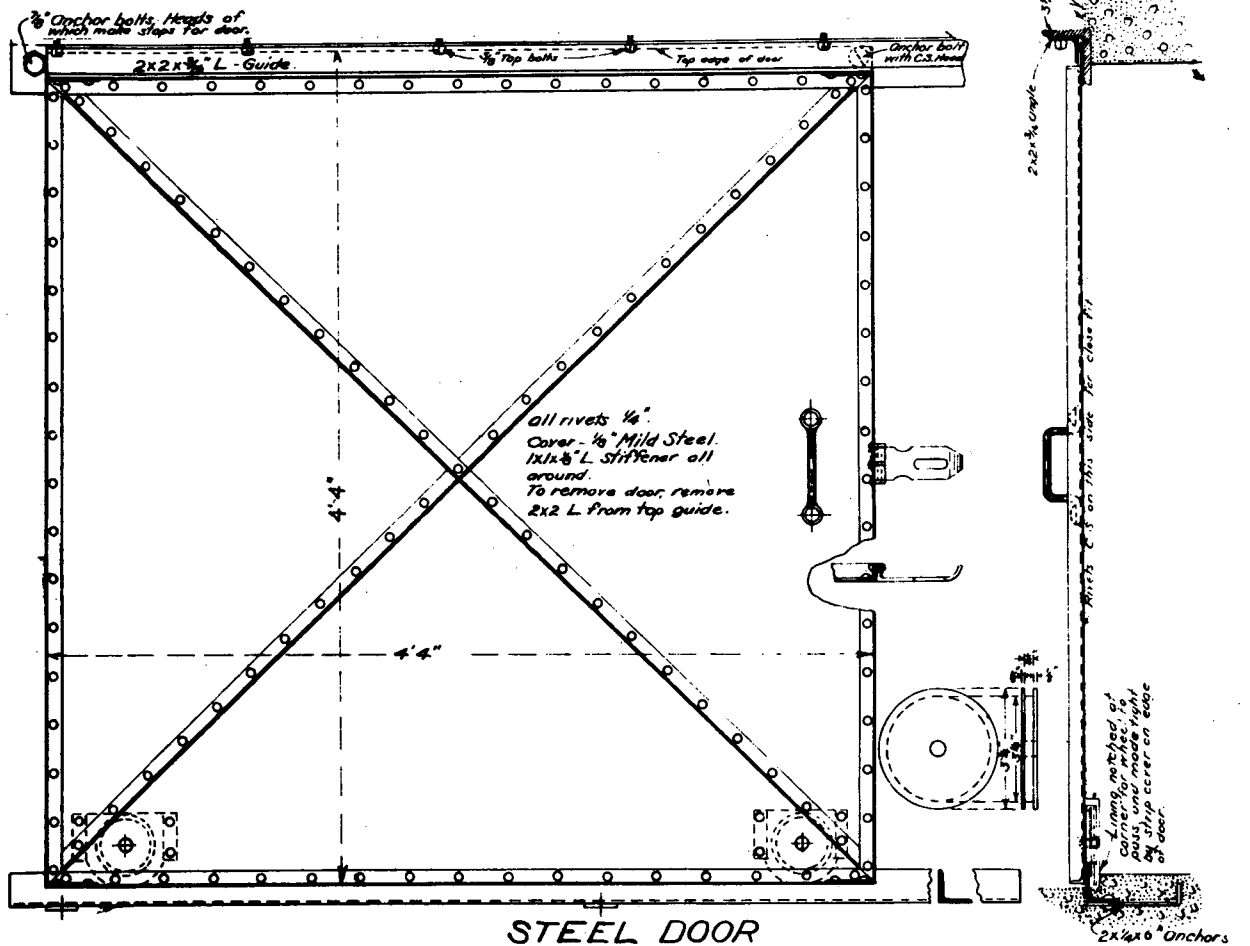 7/8" Anchor bolts, Heads of
which make stops for door.
2x2x3/16" L - Guide.
3/8" Tap bolts
Top edge of door
Anchor bolt
with C.S. Head
2x2x3/16 angle
all rivets 1/4".
Cover - 1/8" Mild Steel.
1x1x1/8" L Stiffener all
around.
To remove door, remove
2x2 L from top guide.
4'-4"
4'4"
Rivets C.S on this side for close fit
Lining notched at
corner for wheel to
pass and made tight
by strip cover on edge
of door.
2x1/4x6" Anchors
STEEL DOOR